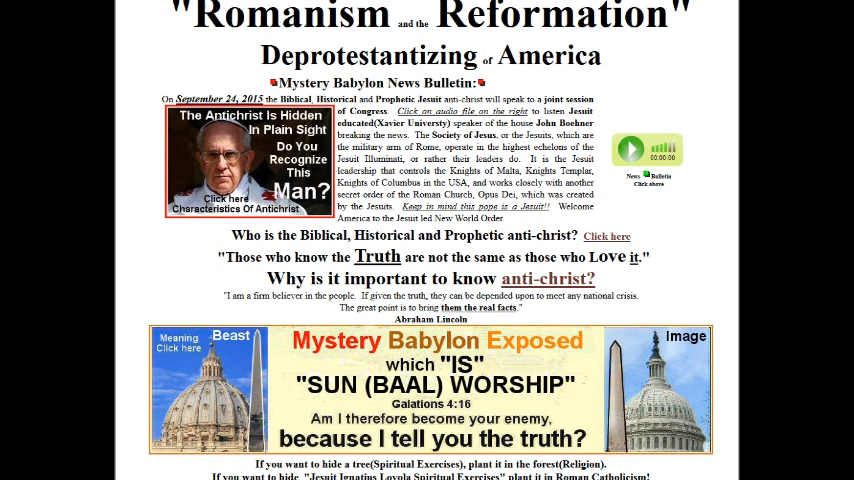 "Romanism and the Reformation"
Deprotestantizing of America
Mystery Babylon News Bulletin:
On September 24, 2015 the Biblical, Historical and Prophetic Jesuit anti-christ will speak to a joint session
of Congress. Click on audio file on the right to listen Jesuit
educated(Xavier Universty) speaker of the house John Boehner
breaking the news. The Society of Jesus, or the Jesuits, which are
the military arm of Rome, operate in the highest echelons of the
Jesuit Illuminati, or rather their leaders do. It is the Jesuit
leadership that controls the Knights of Malta, Knights Templar,
Knights of Columbus in the USA, and works closely with another
secret order of the Roman Church, Opus Dei, which was created
by the Jesuits. Keep in mind this pope is a Jesuit!! Welcome
America to the Jesuit led New World Order.
The Antichrist Is Hidden
In Plain Sight
Do You
Recognize
This
Man?
Click here
Characteristics Of Antichrist
00:00:00
News Bulletin
Click above
Who is the Biblical, Historical and Prophetic anti-christ? Click here
"Those who know the Truth are not the same as those who Love it."
Why is it important to know anti-christ?
"I am a firm believer in the people. If given the truth, they can be depended upon to meet any national crisis.
The great point is to bring them the real facts."
Abraham Lincoln
Meaning
Click here
Beast
Mystery Babylon Exposed
which "IS"
"SUN (BAAL) WORSHIP"
Galations 4:16
Am I therefore become your enemy,
because I tell you the truth?
Image
If you want to hide a tree(Spiritual Exercises), plant it in the forest(Religion).
If you want to hide "Jesuit Ignatius Loyola Spiritual Exercises" plant it in Roman Catholicism!